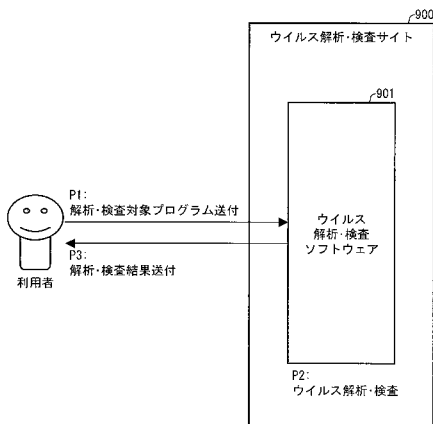 900
ウイルス解析・検査サイト
901
P1:
解析・検査対象プログラム送付
ウイルス
解析・検査
ソフトウェア
P3:
解析・検査結果送付
利用者
P2:
ウイルス解析・検査